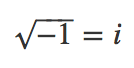 √−1 = i